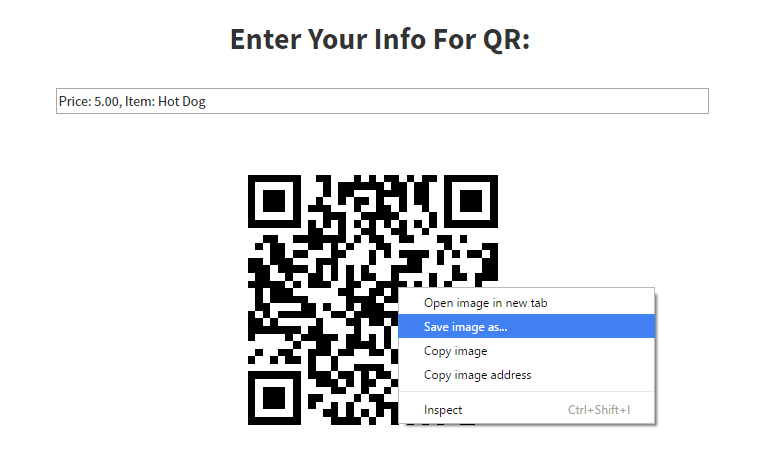 Enter Your Info For QR:
Price: 5.00, Item: Hot Dog
Open image in new tab
Save image as...
Copy image
Copy image address
Inspect Ctrl+Shift+I